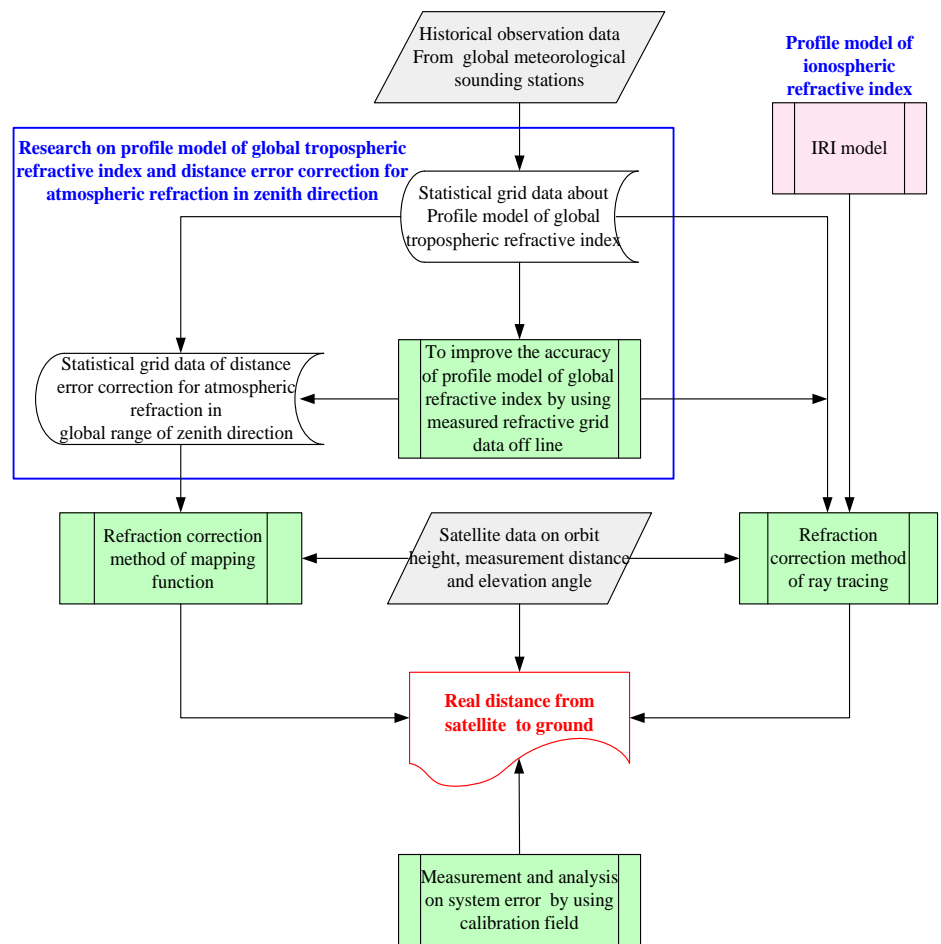 Historical observation data
From global meteorological
sounding stations
Profile model of
ionospheric
refractive index
IRI model
Research on profile model of global tropospheric
refractive index and distance error correction for
atmospheric refraction in zenith direction
Statistical grid data about
Profile model of global
tropospheric refractive index
Statistical grid data of distance
error correction for atmospheric
refraction in
global range of zenith direction
To improve the accuracy
of profile model of global
refractive index by using
measured refractive grid
data off line
Refraction correction
method of mapping
function
Satellite data on orbit
height, measurement distance
and elevation angle
Refraction
correction method
of ray tracing
Real distance from
satellite to ground
Measurement and analysis
on system error by using
calibration field